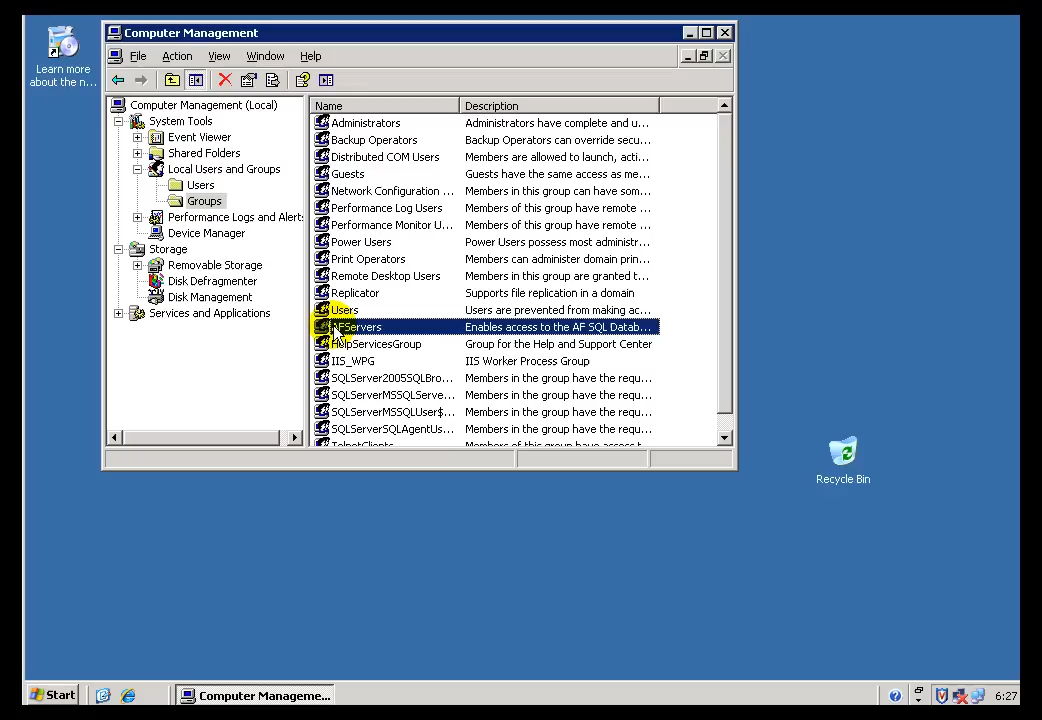 Learn more
about the n...
Computer Management
File Action View Window Help
Computer Management (Local)
System Tools
Event Viewer
Shared Folders
Local Users and Groups
Users
Groups
Performance Logs and Alerts
Device Manager
Storage
Removable Storage
Disk Defragmenter
Disk Management
Services and Applications
Name Description
Administrators Administrators have complete and u...
Backup Operators Backup Operators can override secu...
Distributed COM Users Members are allowed to launch, acti...
Guests Guests have the same access as me...
Network Configuration ... Members in this group can have som...
Performance Log Users Members of this group have remote ...
Performance Monitor U... Members of this group have remote ...
Power Users Power Users possess most administr...
Print Operators Members can administer domain prin...
Remote Desktop Users Members in this group are granted t...
Replicator Supports file replication in a domain
Users Users are prevented from making ac...
AFServers Enables access to the AF SQL Datab...
HelpServicesGroup Group for the Help and Support Center
IIS_WPG IIS Worker Process Group
SQLServer2005SQLBro... Members in the group have the requ...
SQLServerMSSQLServe... Members in the group have the requ...
SQLServerMSSQLUser$... Members in the group have the requ...
SQLServerSQLAgentUs... Members in the group have the requ...
TelnetClients Members of this group have access t
Recycle Bin
Start
Computer Manageme...
6:27